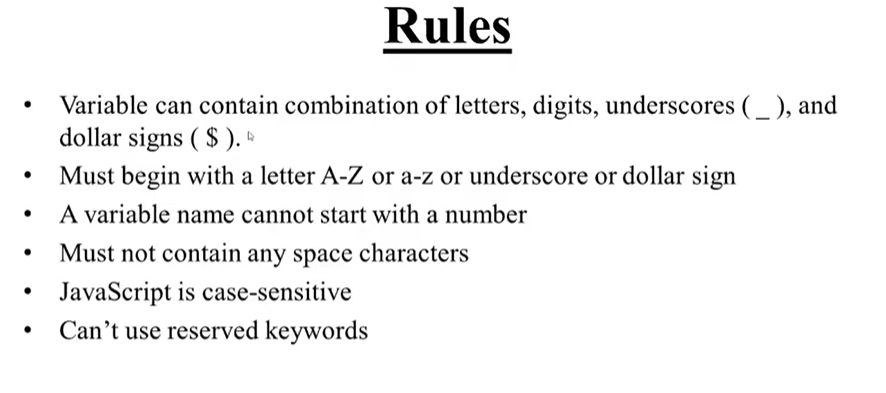 Rules
• Variable can contain combination of letters, digits, underscores ( _ ), and
dollar signs ( $ ).
• Must begin with a letter A-Z or a-z or underscore or dollar sign
• A variable name cannot start with a number
• Must not contain any space characters
• JavaScript is case-sensitive
• Can’t use reserved keywords